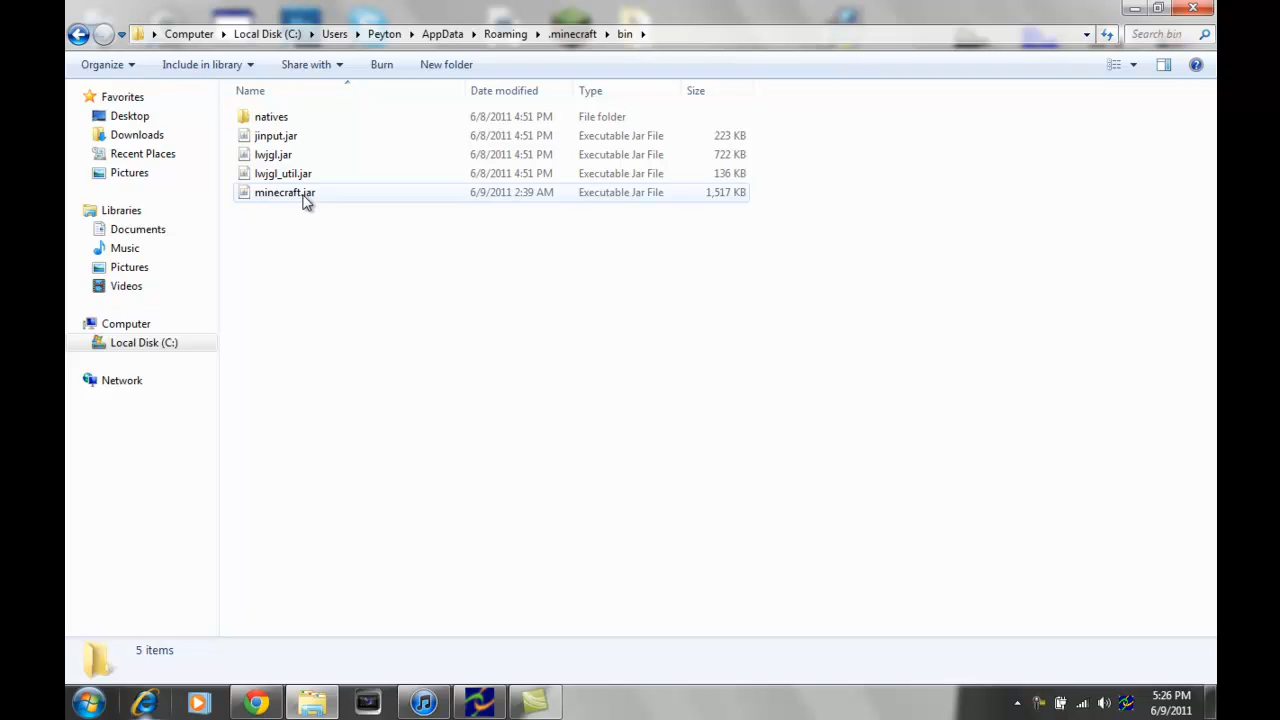 Computer Local Disk (C:) Users Peyton AppData Roaming .minecraft bin Search bin
Organize Include in library Share with Burn New folder
Name Date modified Type Size
Favorites
Desktop
Downloads
Recent Places
Pictures
Libraries
Documents
Music
Pictures
Videos
Computer
Local Disk (C:)
Network
natives 6/8/2011 4:51 PM File folder
jinput.jar 6/8/2011 4:51 PM Executable Jar File 223 KB
lwjgl.jar 6/8/2011 4:51 PM Executable Jar File 722 KB
lwjgl_util.jar 6/8/2011 4:51 PM Executable Jar File 136 KB
minecraft.jar 6/9/2011 2:39 AM Executable Jar File 1,517 KB
5 items
5:26 PM
6/9/2011